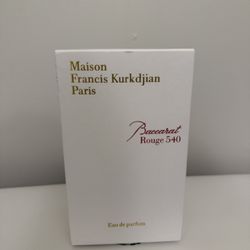 Maison
Francis Kurkdjian
Paris
Baccarat
Rouge 540
Eau de parfum